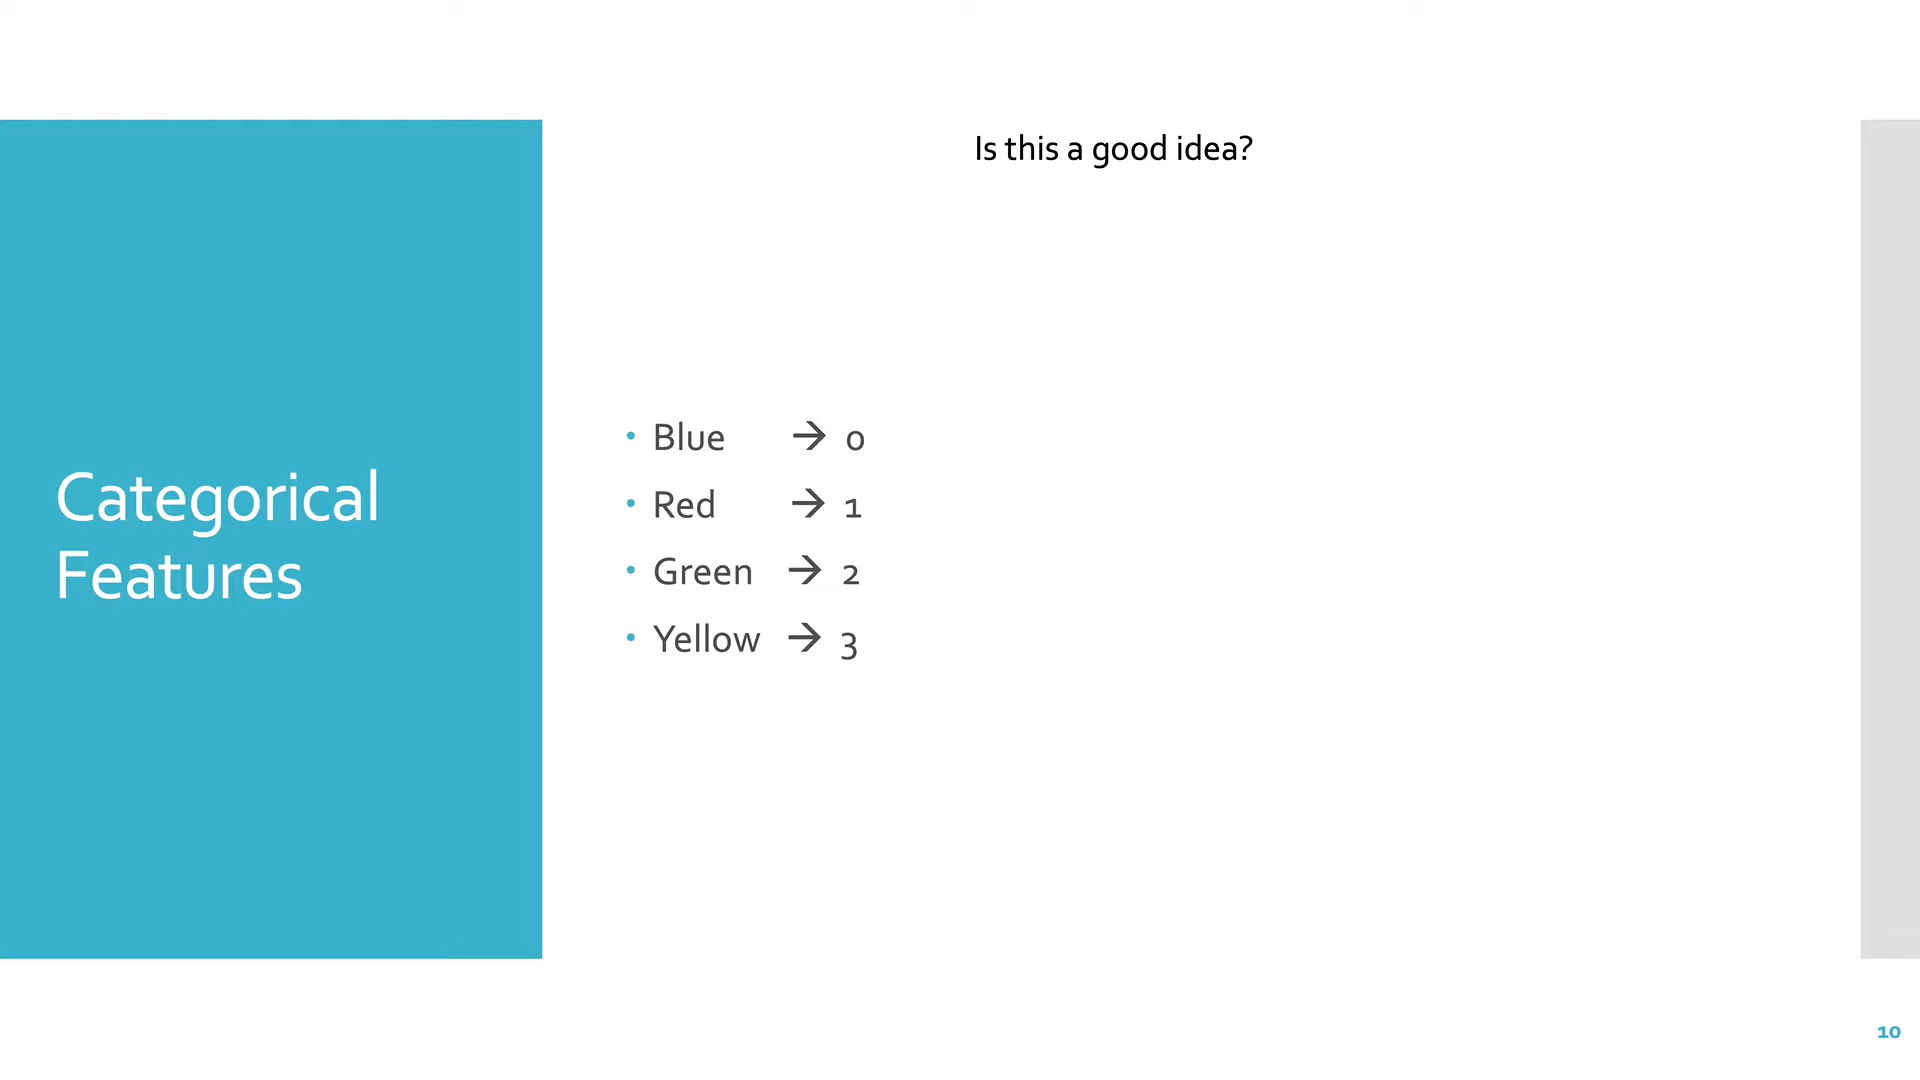 Is this a good idea?
Categorical
Features
• Blue → 0
• Red → 1
• Green → 2
• Yellow → 3
10